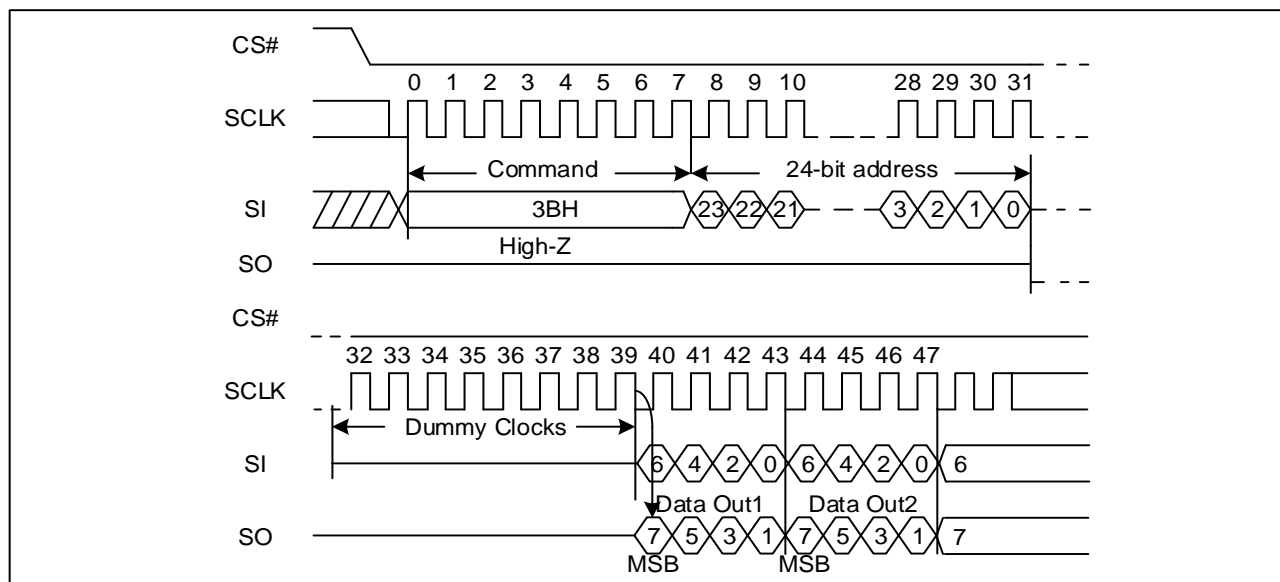 CS#
0 1 2 3 4 5 6 7 8 9 10 28 29 30 31
SCLK
Command 24-bit address
SI 3BH 23 22 21 3 2 1 0
High-Z
SO
CS#
32 33 34 35 36 37 38 39 40 41 42 43 44 45 46 47
SCLK
Dummy Clocks
SI 6 4 2 0 6 4 2 0 6
Data Out1 Data Out2
SO 7 5 3 1 7 5 3 1 7
MSB MSB